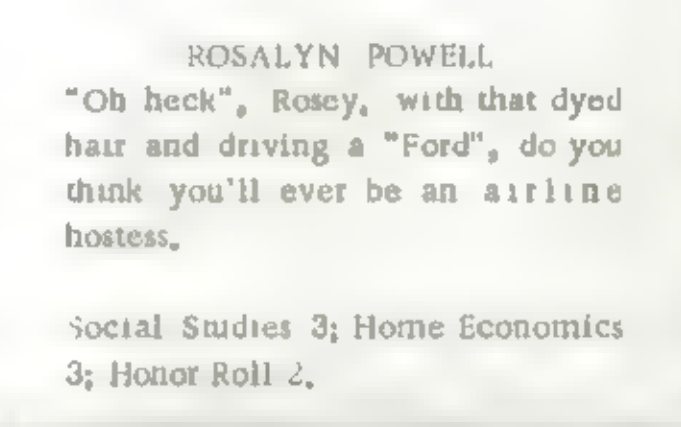 ROSALYN POWELL
"Oh heck", Rosey, with that dyed
hair and driving a "Ford", do you
think you'll ever be an airline
hostess.
Social Studies 3; Home Economics
3; Honor Roll 2.